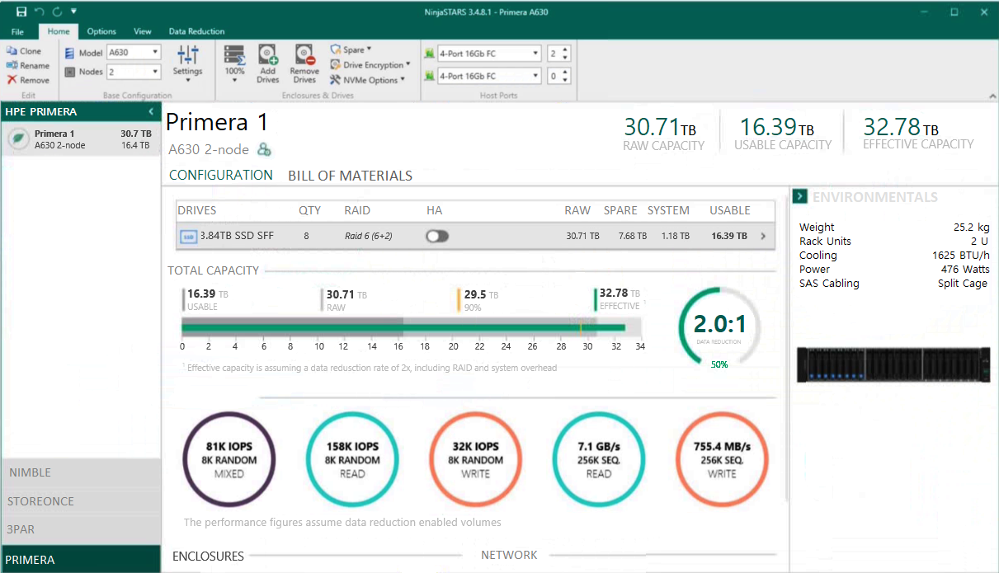 NinjaSTARS 3.4.8.1 - Primera A630
File Home Options View Data Reduction
Clone
Rename
Remove
Edit
Model A630
Nodes 2
Settings
Base Configuration
100%
Add Drives
Remove Drives
Spare
Drive Encryption
NVMe Options
Enclosures & Drives
4-Port 16Gb FC 2
4-Port 16Gb FC 0
Host Ports
HPE PRIMERA
Primera 1 30.7 TB
A630 2-node 16.4 TB
NIMBLE
STOREONCE
3PAR
PRIMERA
Primera 1
A630 2-node
30.71TB
RAW CAPACITY
16.39TB
USABLE CAPACITY
32.78TB
EFFECTIVE CAPACITY
CONFIGURATION BILL OF MATERIALS
DRIVES QTY RAID HA RAW SPARE SYSTEM USABLE
SSD 3.84TB SSD SFF 8 Raid 6 (6+2) 30.71 TB 7.68 TB 1.18 TB 16.39 TB
TOTAL CAPACITY
16.39 TB
USABLE
30.71 TB
RAW
29.5 TB
90%
32.78 TB
EFFECTIVE 1
0 2 4 6 8 10 12 14 16 18 20 22 24 26 28 30 32 34
1 Effective capacity is assuming a data redusction rate of 2x, including RAID and system overhead
2.0:1
DATA REDUCTION
50%
81K IOPS
8K RANDOM
MIXED
158K IOPS
8K RANDOM
READ
32K IOPS
8K RANDOM
WRITE
7.1 GB/s
256K SEQ.
READ
755.4 MB/s
256K SEQ.
WRITE
The performance figures assume data reduction enabled volumes
ENCLOSURES NETWORK
ENVIRONMENTALS
Weight 25.2 kg
Rack Units 2 U
Cooling 1625 BTU/h
Power 476 Watts
SAS Cabling Split Cage